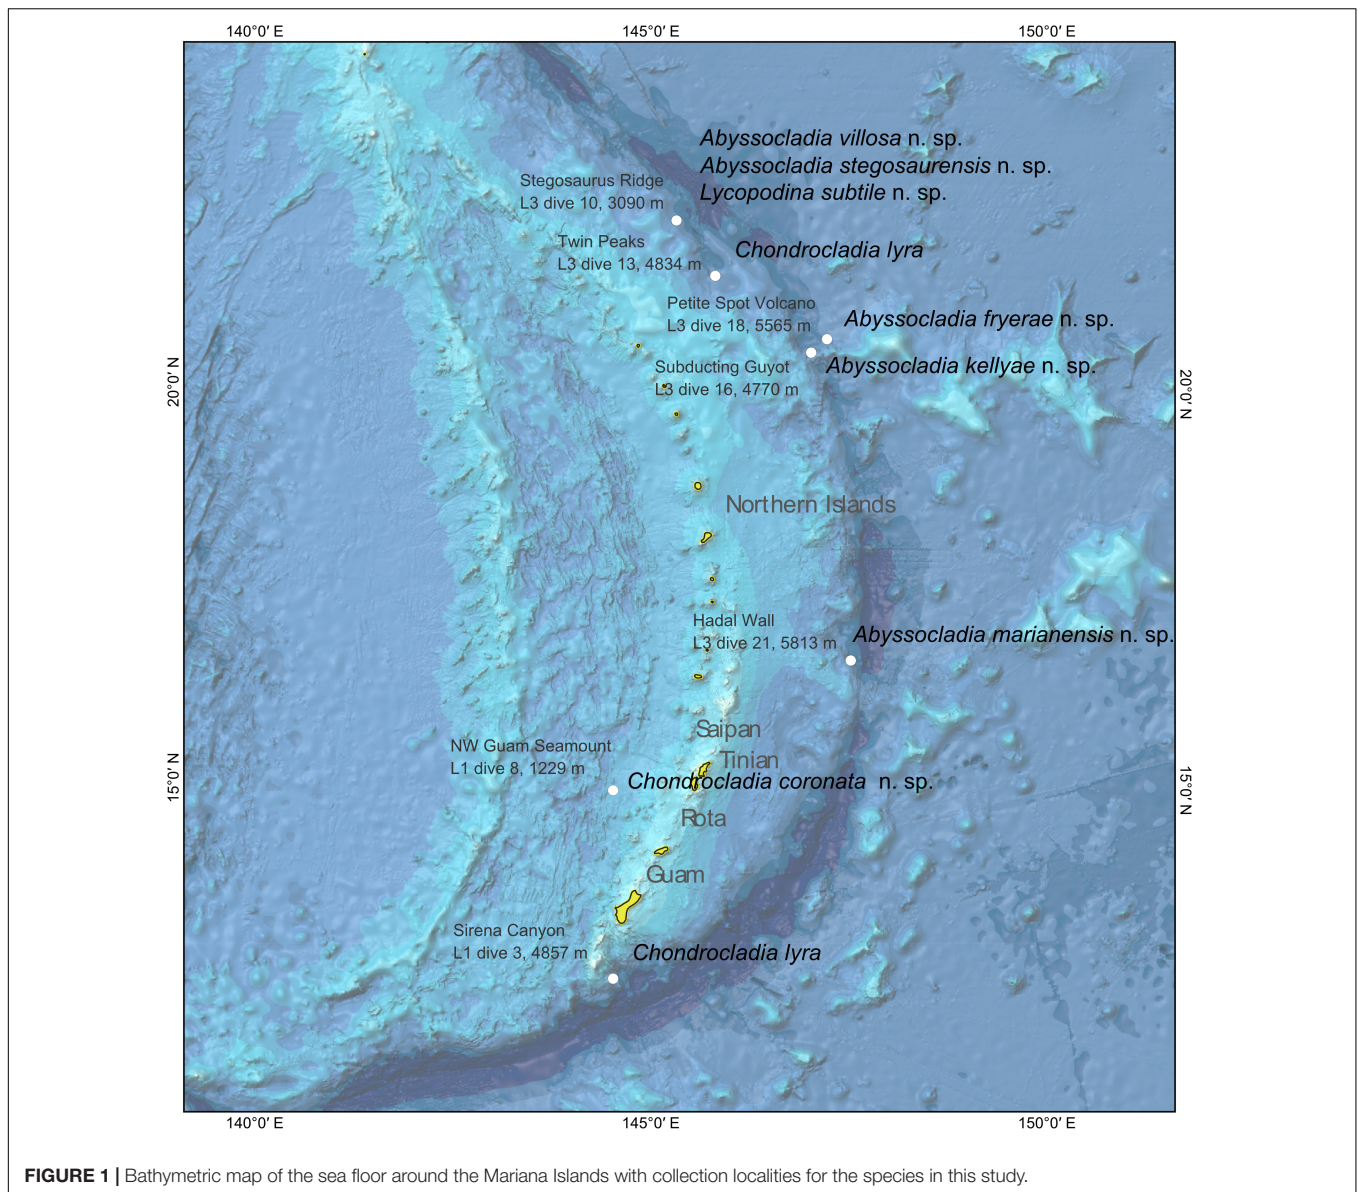 140°0′ E 145°0′ E 150°0′ E
Abyssocladia villosa n. sp.
Abyssocladia stegosaurensis n. sp.
Lycopodina subtile n. sp.
Stegosaurus Ridge
L3 dive 10, 3090 m
Twin Peaks
L3 dive 13, 4834 m
Chondrocladia lyra
Petite Spot Volcano
L3 dive 18, 5565 m
Abyssocladia fryerae n. sp.
Subducting Guyot
L3 dive 16, 4770 m
Abyssocladia kellyae n. sp.
20°0′ N
20°0′ N
Northern Islands
Hadal Wall
L3 dive 21, 5813 m
Abyssocladia marianensis n. sp.
Saipan
Tinian
NW Guam Seamount
L1 dive 8, 1229 m
Chondrocladia coronata n. sp.
15°0′ N
15°0′ N
Rota
Guam
Sirena Canyon
L1 dive 3, 4857 m
Chondrocladia lyra
140°0′ E 145°0′ E 150°0′ E
FIGURE 1 | Bathymetric map of the sea floor around the Mariana Islands with collection localities for the species in this study.